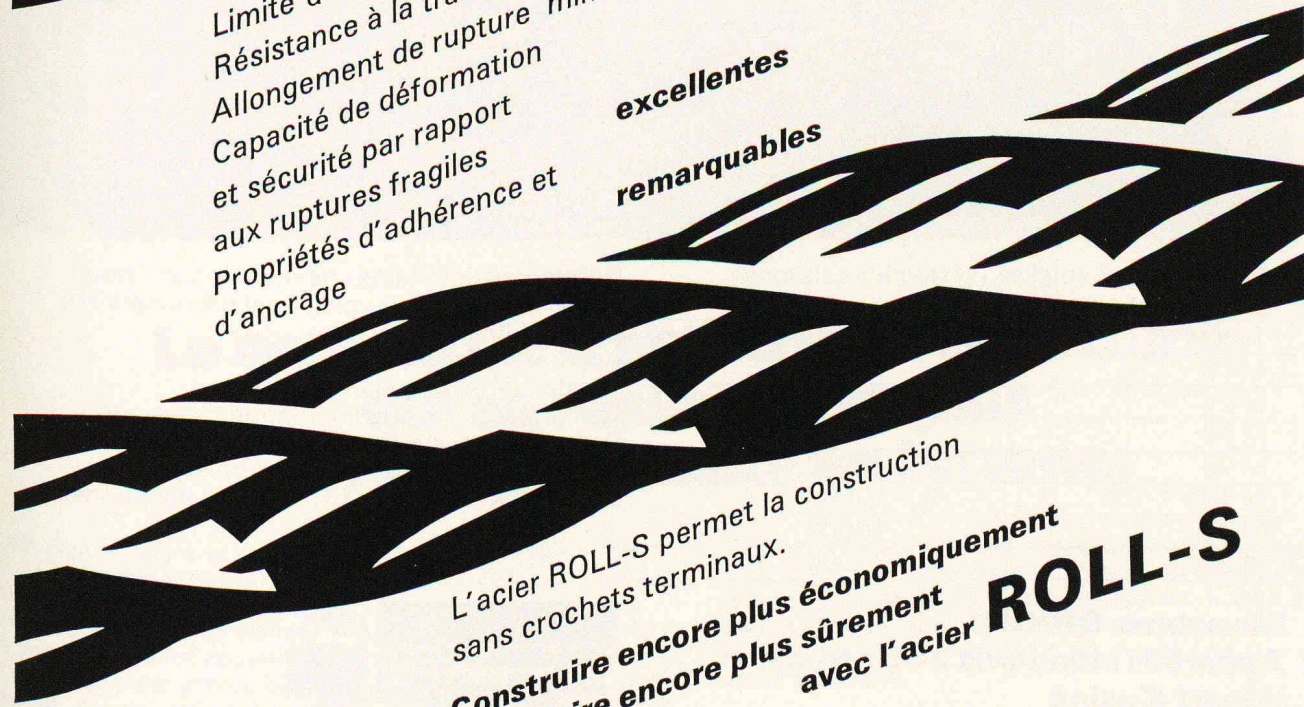 Limite
Résistance à la
Allongement de rupture
Capacité de déformation
et sécurité par rapport
aux ruptures fragiles
excellentes
Propriétés d'adhérence et
d'ancrage
remarquables
L'acier ROLL-S permet la construction
sans crochets terminaux.
Construire encore plus économiquement
encore plus sûrement
avec l'acier ROLL-S